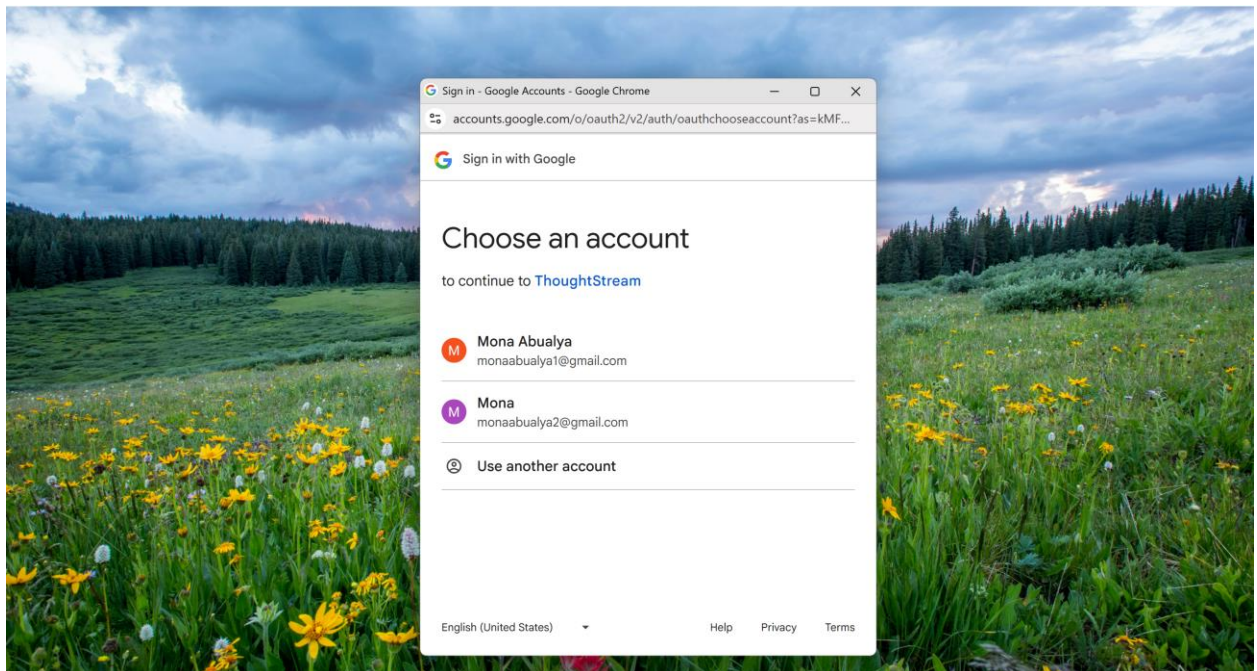 Sign in - Google Accounts - Google Chrome
accounts.google.com/o/oauth2/v2/auth/oauthchooseaccount?as=kMF...
Sign in with Google
Choose an account
to continue to ThoughtStream
M
Mona Abualya
monaabualya1@gmail.com
M
Mona
monaabualya2@gmail.com
Use another account
English (United States) Help Privacy Terms